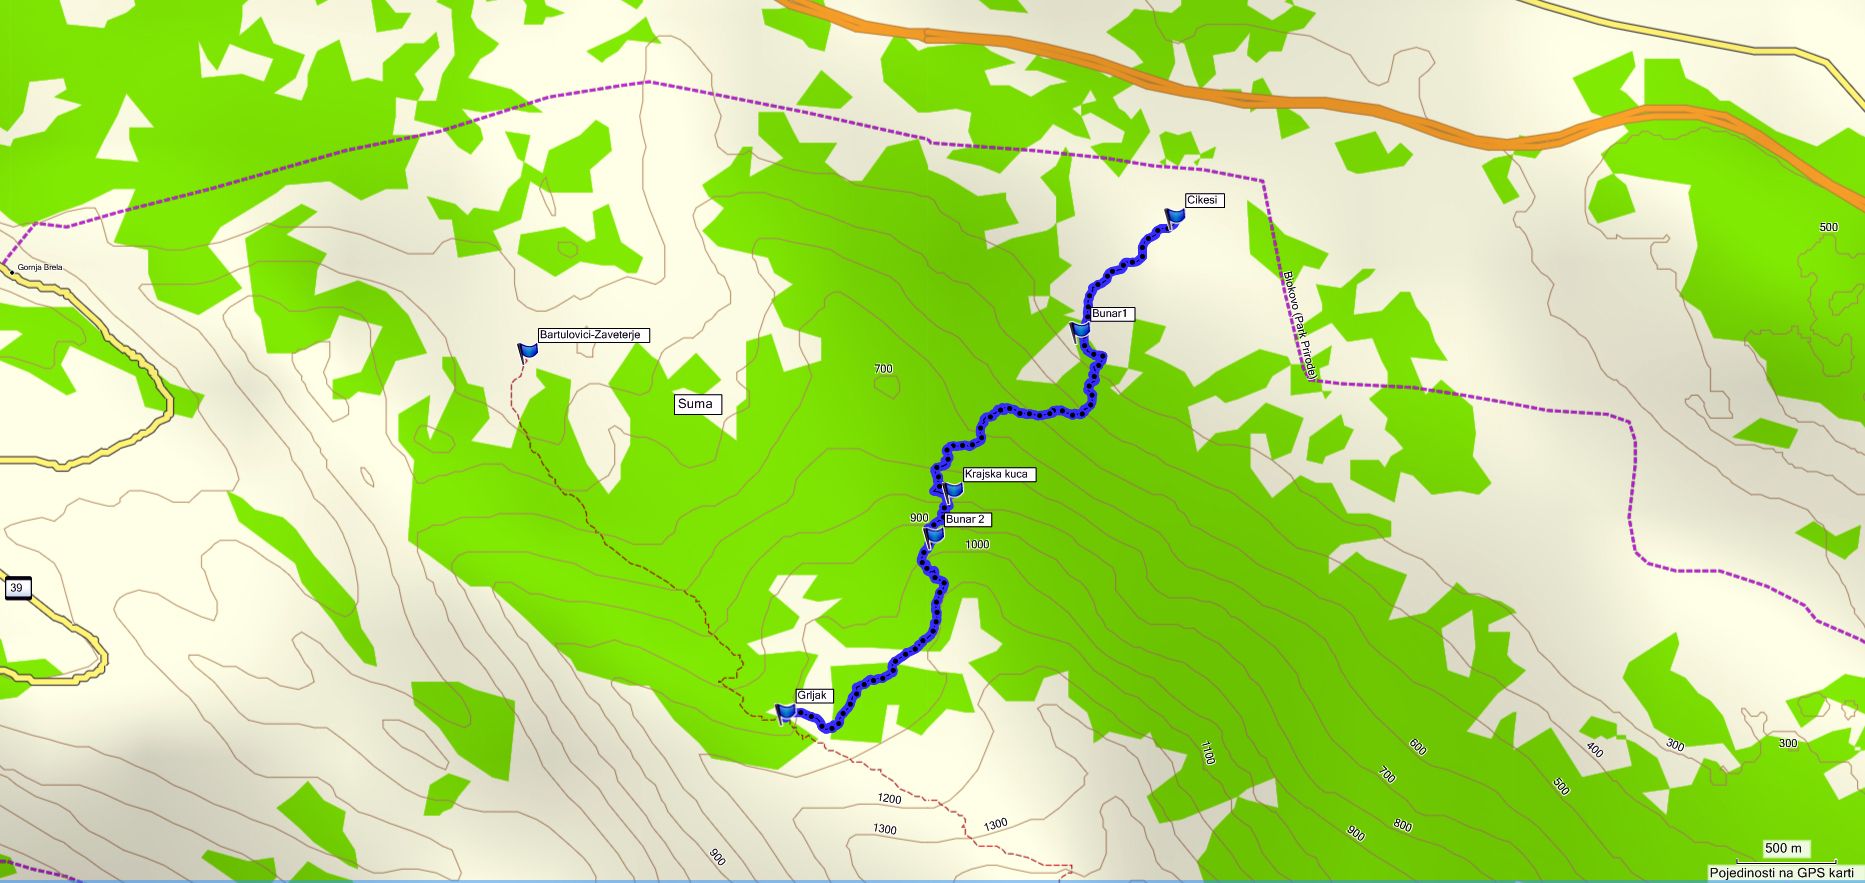 Cikesi
500
Gornja Brela
Biokovo (Park Prirode)
Bunar1
Bartulovici-Zaveterje
700
Suma
Krajska kuca
900
Bunar 2
1000
39
Grljak
1100
600
400
300
300
700
500
1200
1300
1300
800
900
900
500 m
Pojedinosti na GPS karti